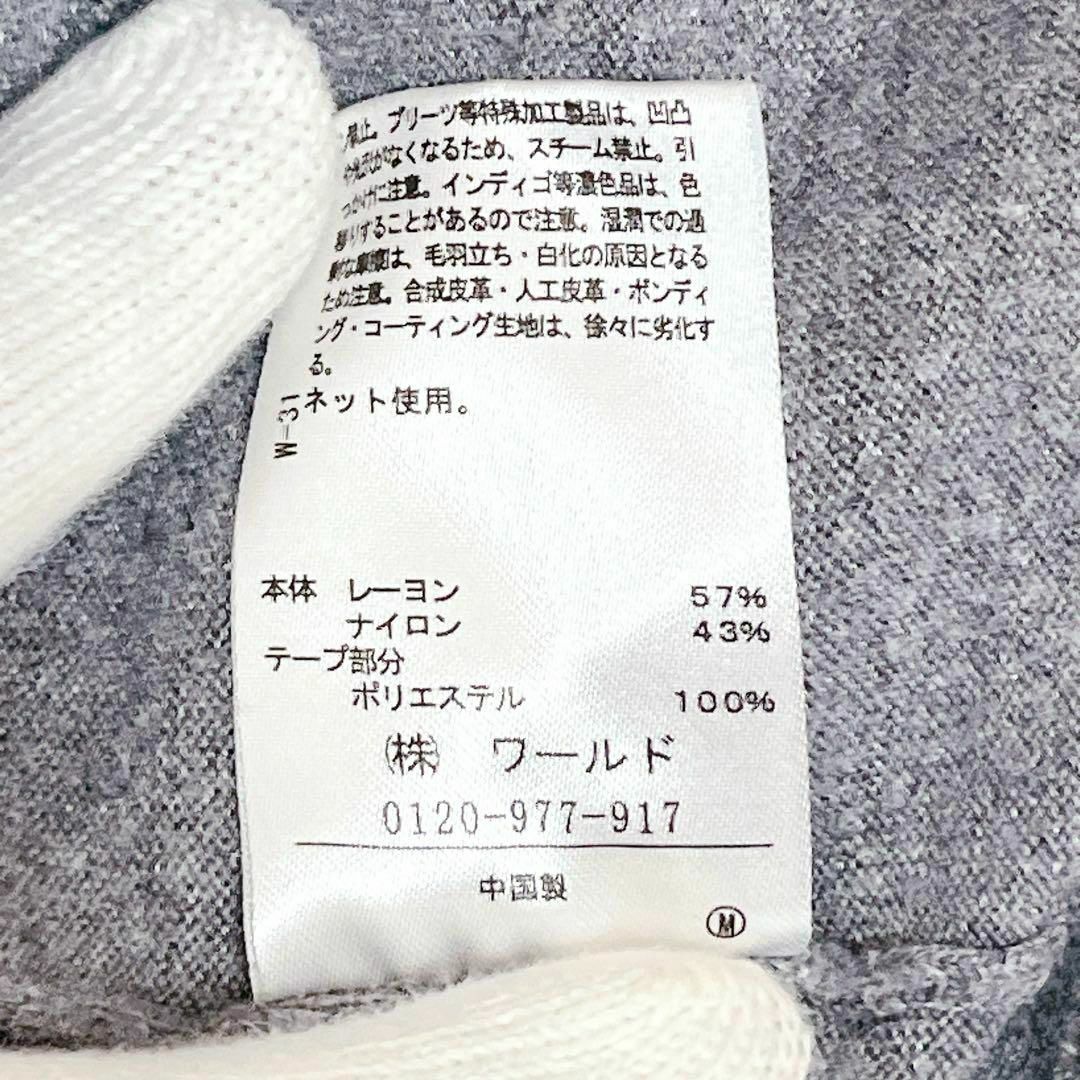 禁止。プリーツ等特殊加工製品は、凹凸
や光沢がなくなるため、スチーム禁止。引
っかけに注意。インディゴ等濃色品は、色
移りすることがあるので注意。湿潤での過
剰な摩擦は、毛羽立ち・白化の原因となる
ため注意。合成皮革・人工皮革・ボンディ
ング・コーティング生地は、徐々に劣化す
る。
ネット使用。
W-31
本体 レーヨン 57%
ナイロン 43%
テープ部分
ポリエステル 100%
(株) ワールド
0120-977-917
中国製
M